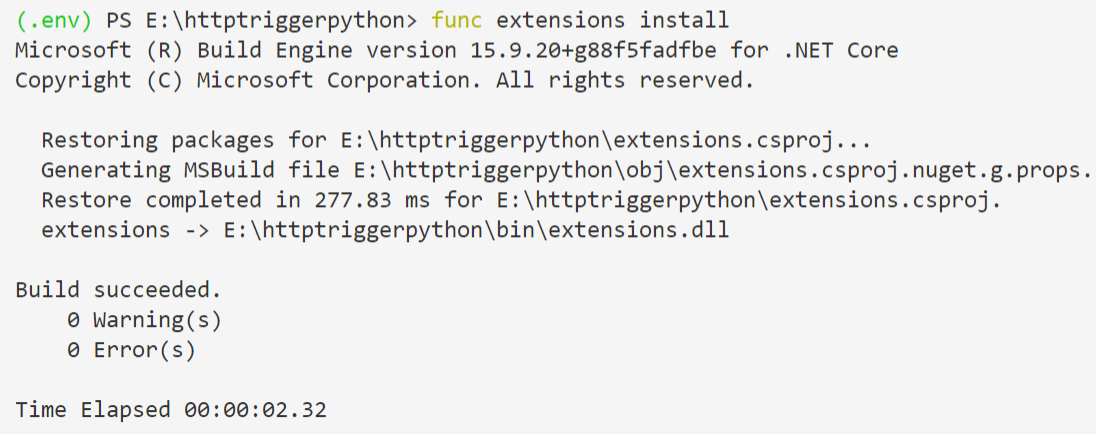 (.env) PS E:\httptriggerpython> func extensions install
Microsoft (R) Build Engine version 15.9.20+g88f5fadfbe for .NET Core
Copyright (C) Microsoft Corporation. All rights reserved.
Restoring packages for E:\httptriggerpython\extensions.csproj...
Generating MSBuild file E:\httptriggerpython\obj\extensions.csproj.nuget.g.props.
Restore completed in 277.83 ms for E:\httptriggerpython\extensions.csproj.
extensions -> E:\httptriggerpython\bin\extensions.dll
Build succeeded.
0 Warning(s)
0 Error(s)
Time Elapsed 00:00:02.32